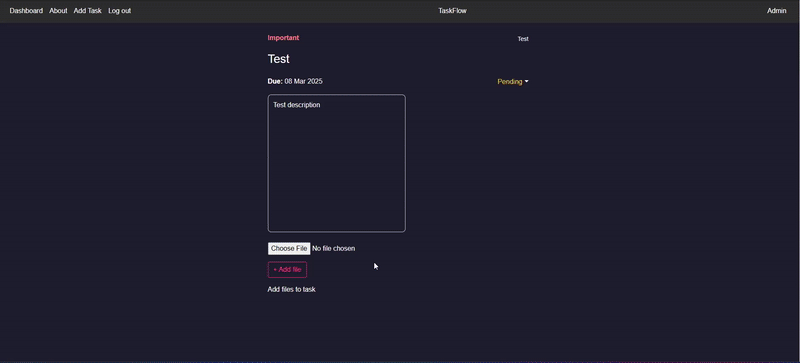 Dashboard About Add Task Log out TaskFlow Admin
Important Test
Test
Due: 08 Mar 2025 Pending
Test description
Choose File No file chosen
+ Add file
Add files to task